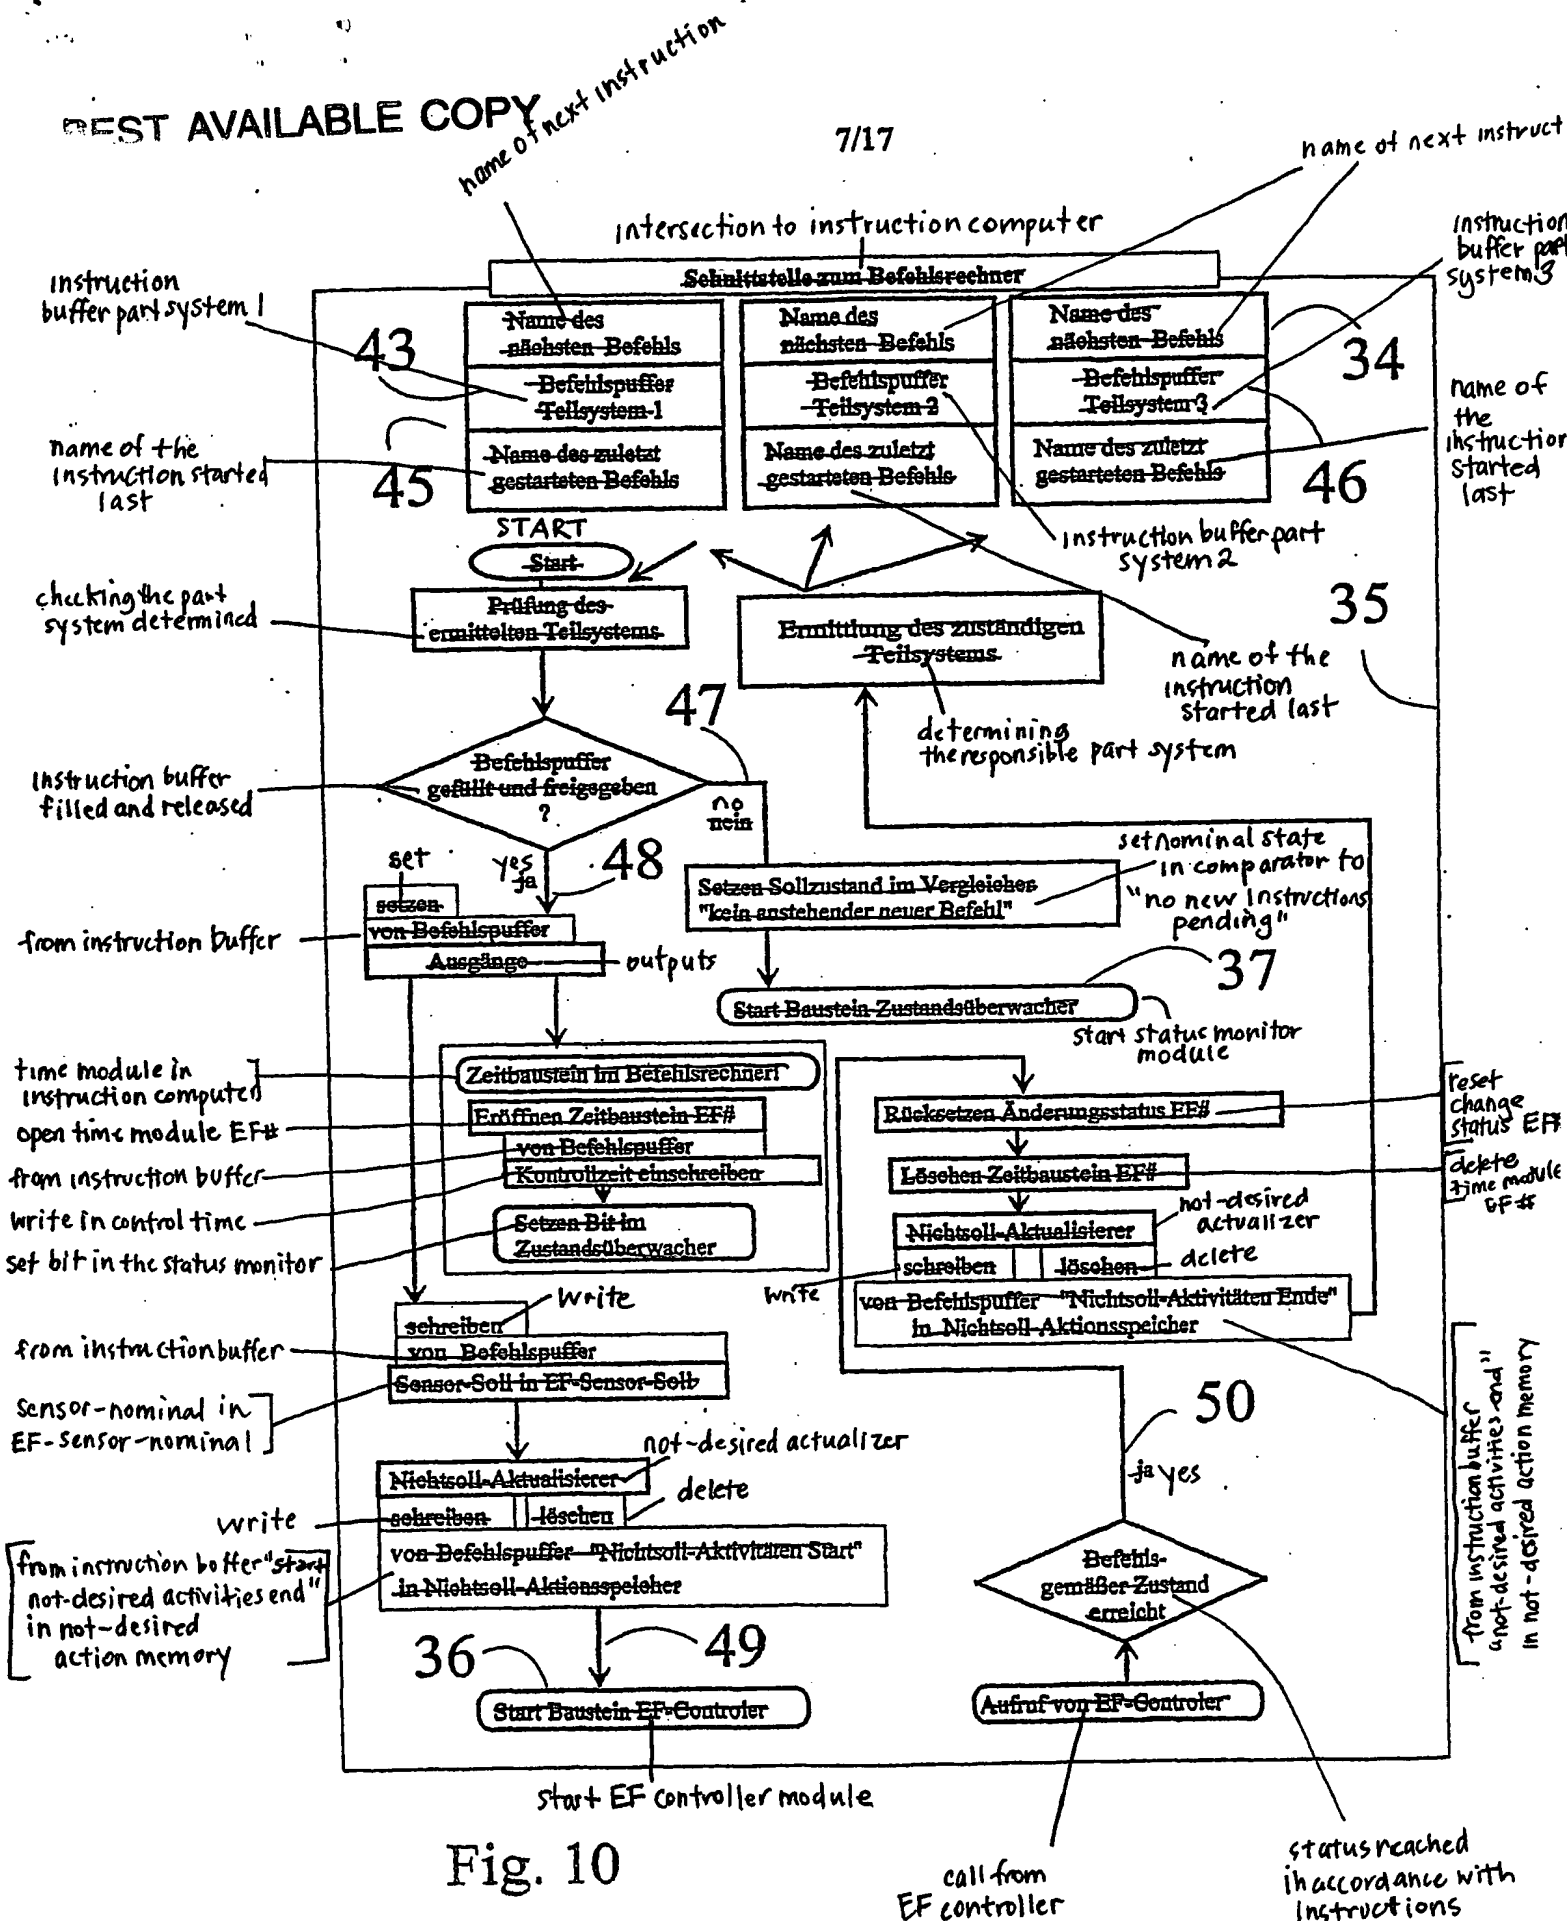 BEST AVAILABLE COPY
7/17
name of next instruction
name of next instruct
intersection to instruction computer
Schnittstelle zum Befehlsrechner
instruction
buffer part system 1
instruction
buffer part
system 3
Name des
nächsten Befehls
Name des
nächsten Befehls
Name des
nächsten Befehls
43
34
Befehlspuffer
Teilsystem 1
Befehlspuffer
Teilsystem 2
Befehlspuffer
Teilsystem 3
name of the
instruction started
last
name of
the
instruction
started
last
45
46
Name des zuletzt
gestarteten Befehls
Name des zuletzt
gestarteten Befehls
Name des zuletzt
gestarteten Befehls
START
Start
instruction buffer part
system 2
checking the part
system determined
Prüfung des
ermittelten Teilsystems
Ermittlung des zuständigen
Teilsystems
35
name of the
instruction
started last
47
determining
the responsible part system
instruction buffer
filled and released
Befehlspuffer
gefüllt und freigegeben
?
no
nein
set
yes
ja
48
set nominal state
in comparator to
"no new instructions
pending"
Setzen Sollzustand im Vergleicher
"kein anstehender neuer Befehl"
setzen
von Befehlspuffer
Ausgänge
from instruction buffer
outputs
37
Start Baustein Zustandsüberwacher
start status monitor
module
time module in
instruction computer
Zeitbaustein im Befehlsrechner
open time module EF#
Eröffnen Zeitbaustein EF#
von Befehlspuffer
Kontrollzeit einschreiben
from instruction buffer
write in control time
Setzen Bit im
Zustandsüberwacher
set bit in the status monitor
Rücksetzen Änderungsstatus EF#
reset
change
status EF#
Löschen Zeitbaustein EF#
delete
time module
EF#
not-desired
actualizer
Nichtsoll-Aktualisierer
schreiben
löschen
delete
write
von Befehlspuffer "Nichtsoll-Aktivitäten Ende"
in Nichtsoll-Aktionsspeicher
write
schreiben
von Befehlspuffer
Sensor-Soll in EF-Sensor-Soll
from instruction buffer
sensor-nominal in
EF-sensor-nominal
50
not-desired actualizer
Nichtsoll-Aktualisierer
schreiben
löschen
delete
write
ja yes
from instruction buffer
not-desired activities end"
in not-desired action memory
from instruction buffer "start
not-desired activities end"
in not-desired
action memory
von Befehlspuffer "Nichtsoll-Aktivitäten Start"
in Nichtsoll-Aktionsspeicher
Befehls-
gemäßer Zustand
erreicht
36
49
Start Baustein EF-Controler
Aufruf von EF-Controler
start EF controller module
Fig. 10
call from
EF controller
status reached
in accordance with
instructions